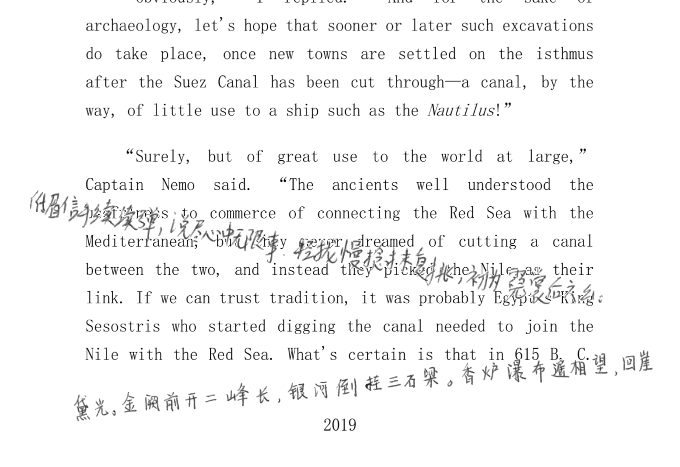 "Obviously," I replied. "And for the sake of
archaeology, let's hope that sooner or later such excavations
do take place, once new towns are settled on the isthmus
after the Suez Canal has been cut through—a canal, by the
way, of little use to a ship such as the Nautilus!"
"Surely, but of great use to the world at large,"
Captain Nemo said. "The ancients well understood the
to commerce of connecting the Red Sea with the
Mediterranean, but they never dreamed of cutting a canal
between the two, and instead they picked the Nile as their
link. If we can trust tradition, it was probably Egypt's King
Sesostris who started digging the canal needed to join the
Nile with the Red Sea. What's certain is that in 615 B. C.
低眉信手续续弹,说尽心中无限事。轻拢慢捻抹复挑,初为霓裳后六幺。
黛光。金阙前开二峰长,银河倒挂三石梁。香炉瀑布遥相望,回崖
2019